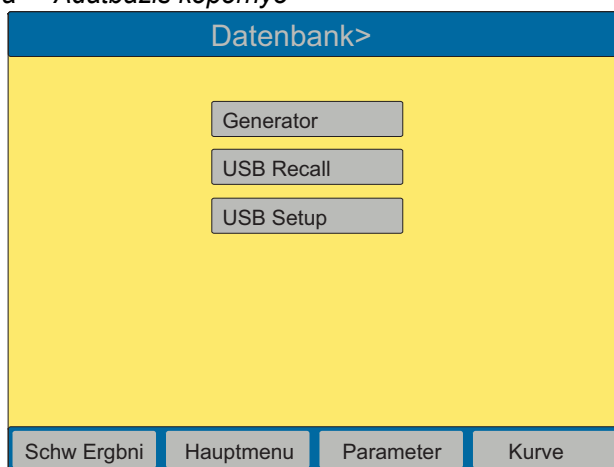 Datenbank>
Generator
USB Recall
USB Setup
Schw Ergbni Hauptmenu Parameter Kurve